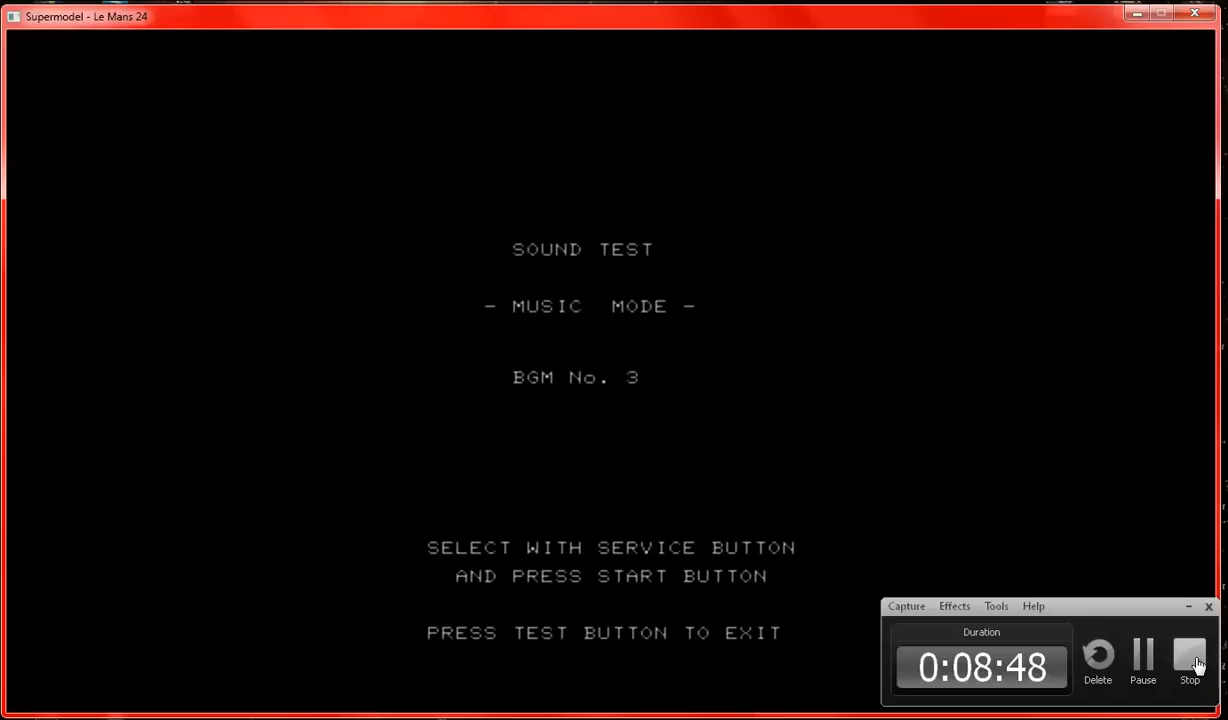 Supermodel - Le Mans 24
SOUND TEST
- MUSIC MODE -
BGM No. 3
SELECT WITH SERVICE BUTTON
AND PRESS START BUTTON
PRESS TEST BUTTON TO EXIT
Capture Effects Tools Help
Duration
0:08:48
Delete Pause Stop